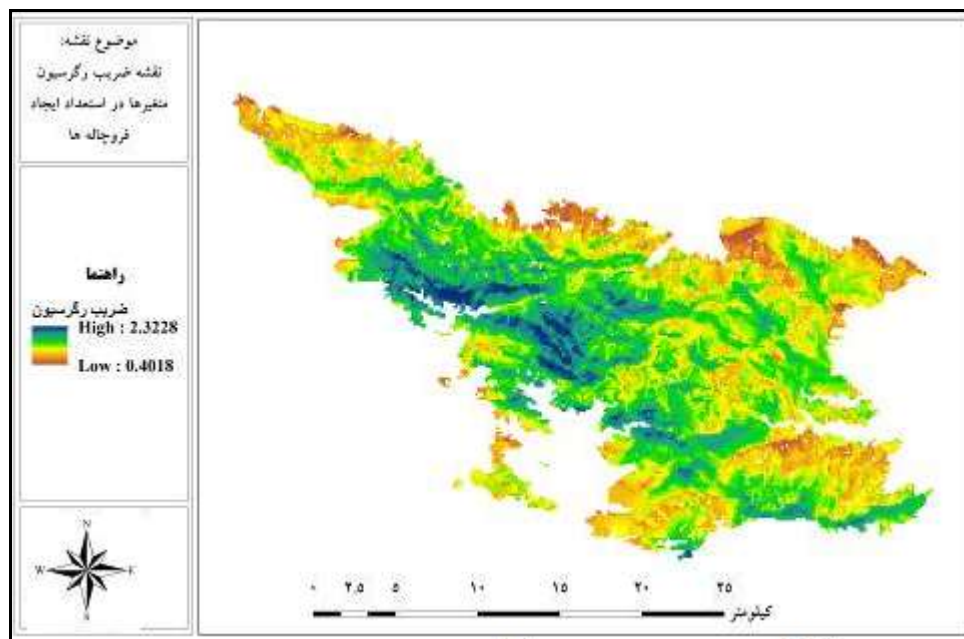 موضوع نقشه:
نقشه ضریب رگرسیون
متغیرها در استعداد ایجاد
فروچاله ها
راهنما
ضریب رگرسیون
High : 2.3228
Low : 0.4018
N
W E
S
۰ ۲.۵ ۵ ۱۰ ۱۵ ۲۰ ۲۵
کیلومتر